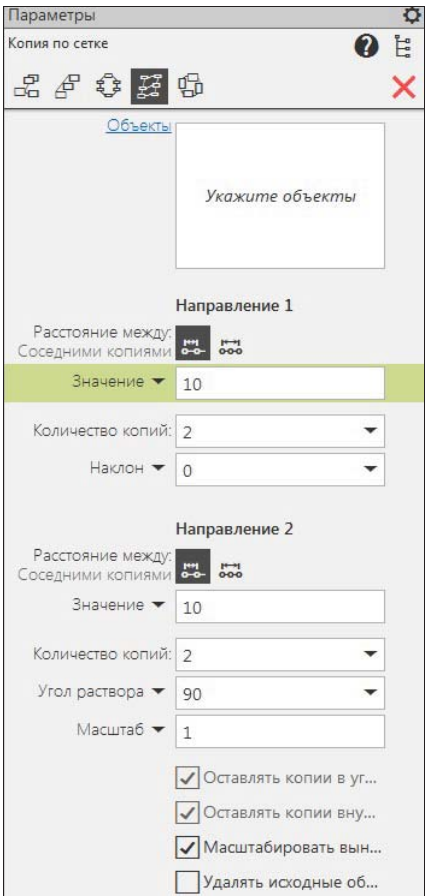 Параметры
Копия по сетке
Объекты
Укажите объекты
Направление 1
Расстояние между:
Соседними копиями
Значение 10
Количество копий: 2
Наклон 0
Направление 2
Расстояние между:
Соседними копиями
Значение 10
Количество копий: 2
Угол раствора 90
Масштаб 1
Оставлять копии в уг...
Оставлять копии вну...
Масштабировать вын...
Удалять исходные об...